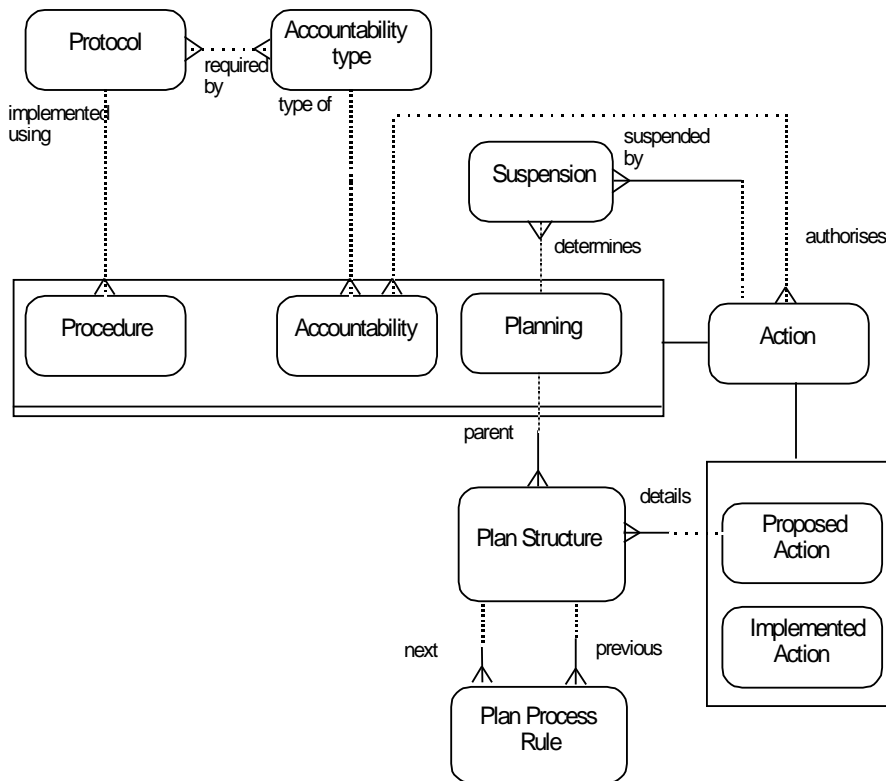 Protocol
Accountability
type
required
by
implemented
using
type of
suspended
by
Suspension
authorises
determines
Procedure
Accountability
Planning
Action
parent
details
Plan Structure
Proposed
Action
Implemented
Action
next
previous
Plan Process
Rule